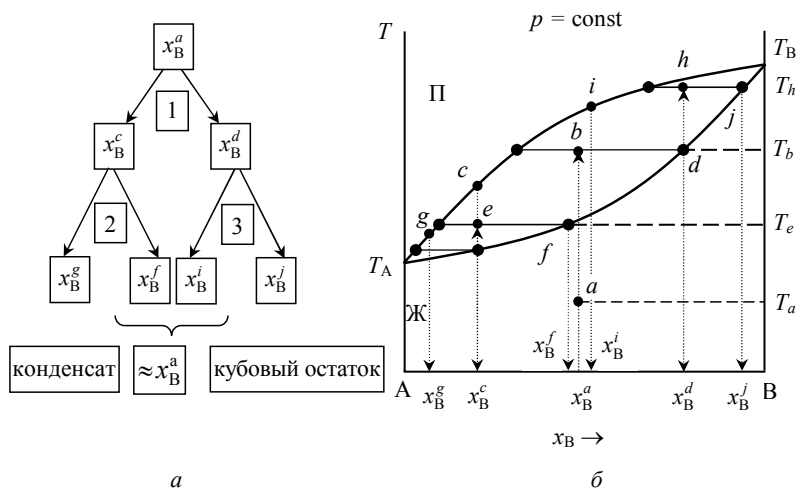 x_B^a
1
x_B^c x_B^d
2 3
x_B^g x_B^f x_B^i x_B^j
конденсат ≈x_B^a кубовый остаток
а
p = const
T
T_B
h
T_h
П
i
j
b
T_b
c
d
g e
T_e
f
T_A
a
T_a
Ж
x_B^f x_B^i
A B
x_B^g x_B^c x_B^a x_B^d x_B^j
x_B →
б